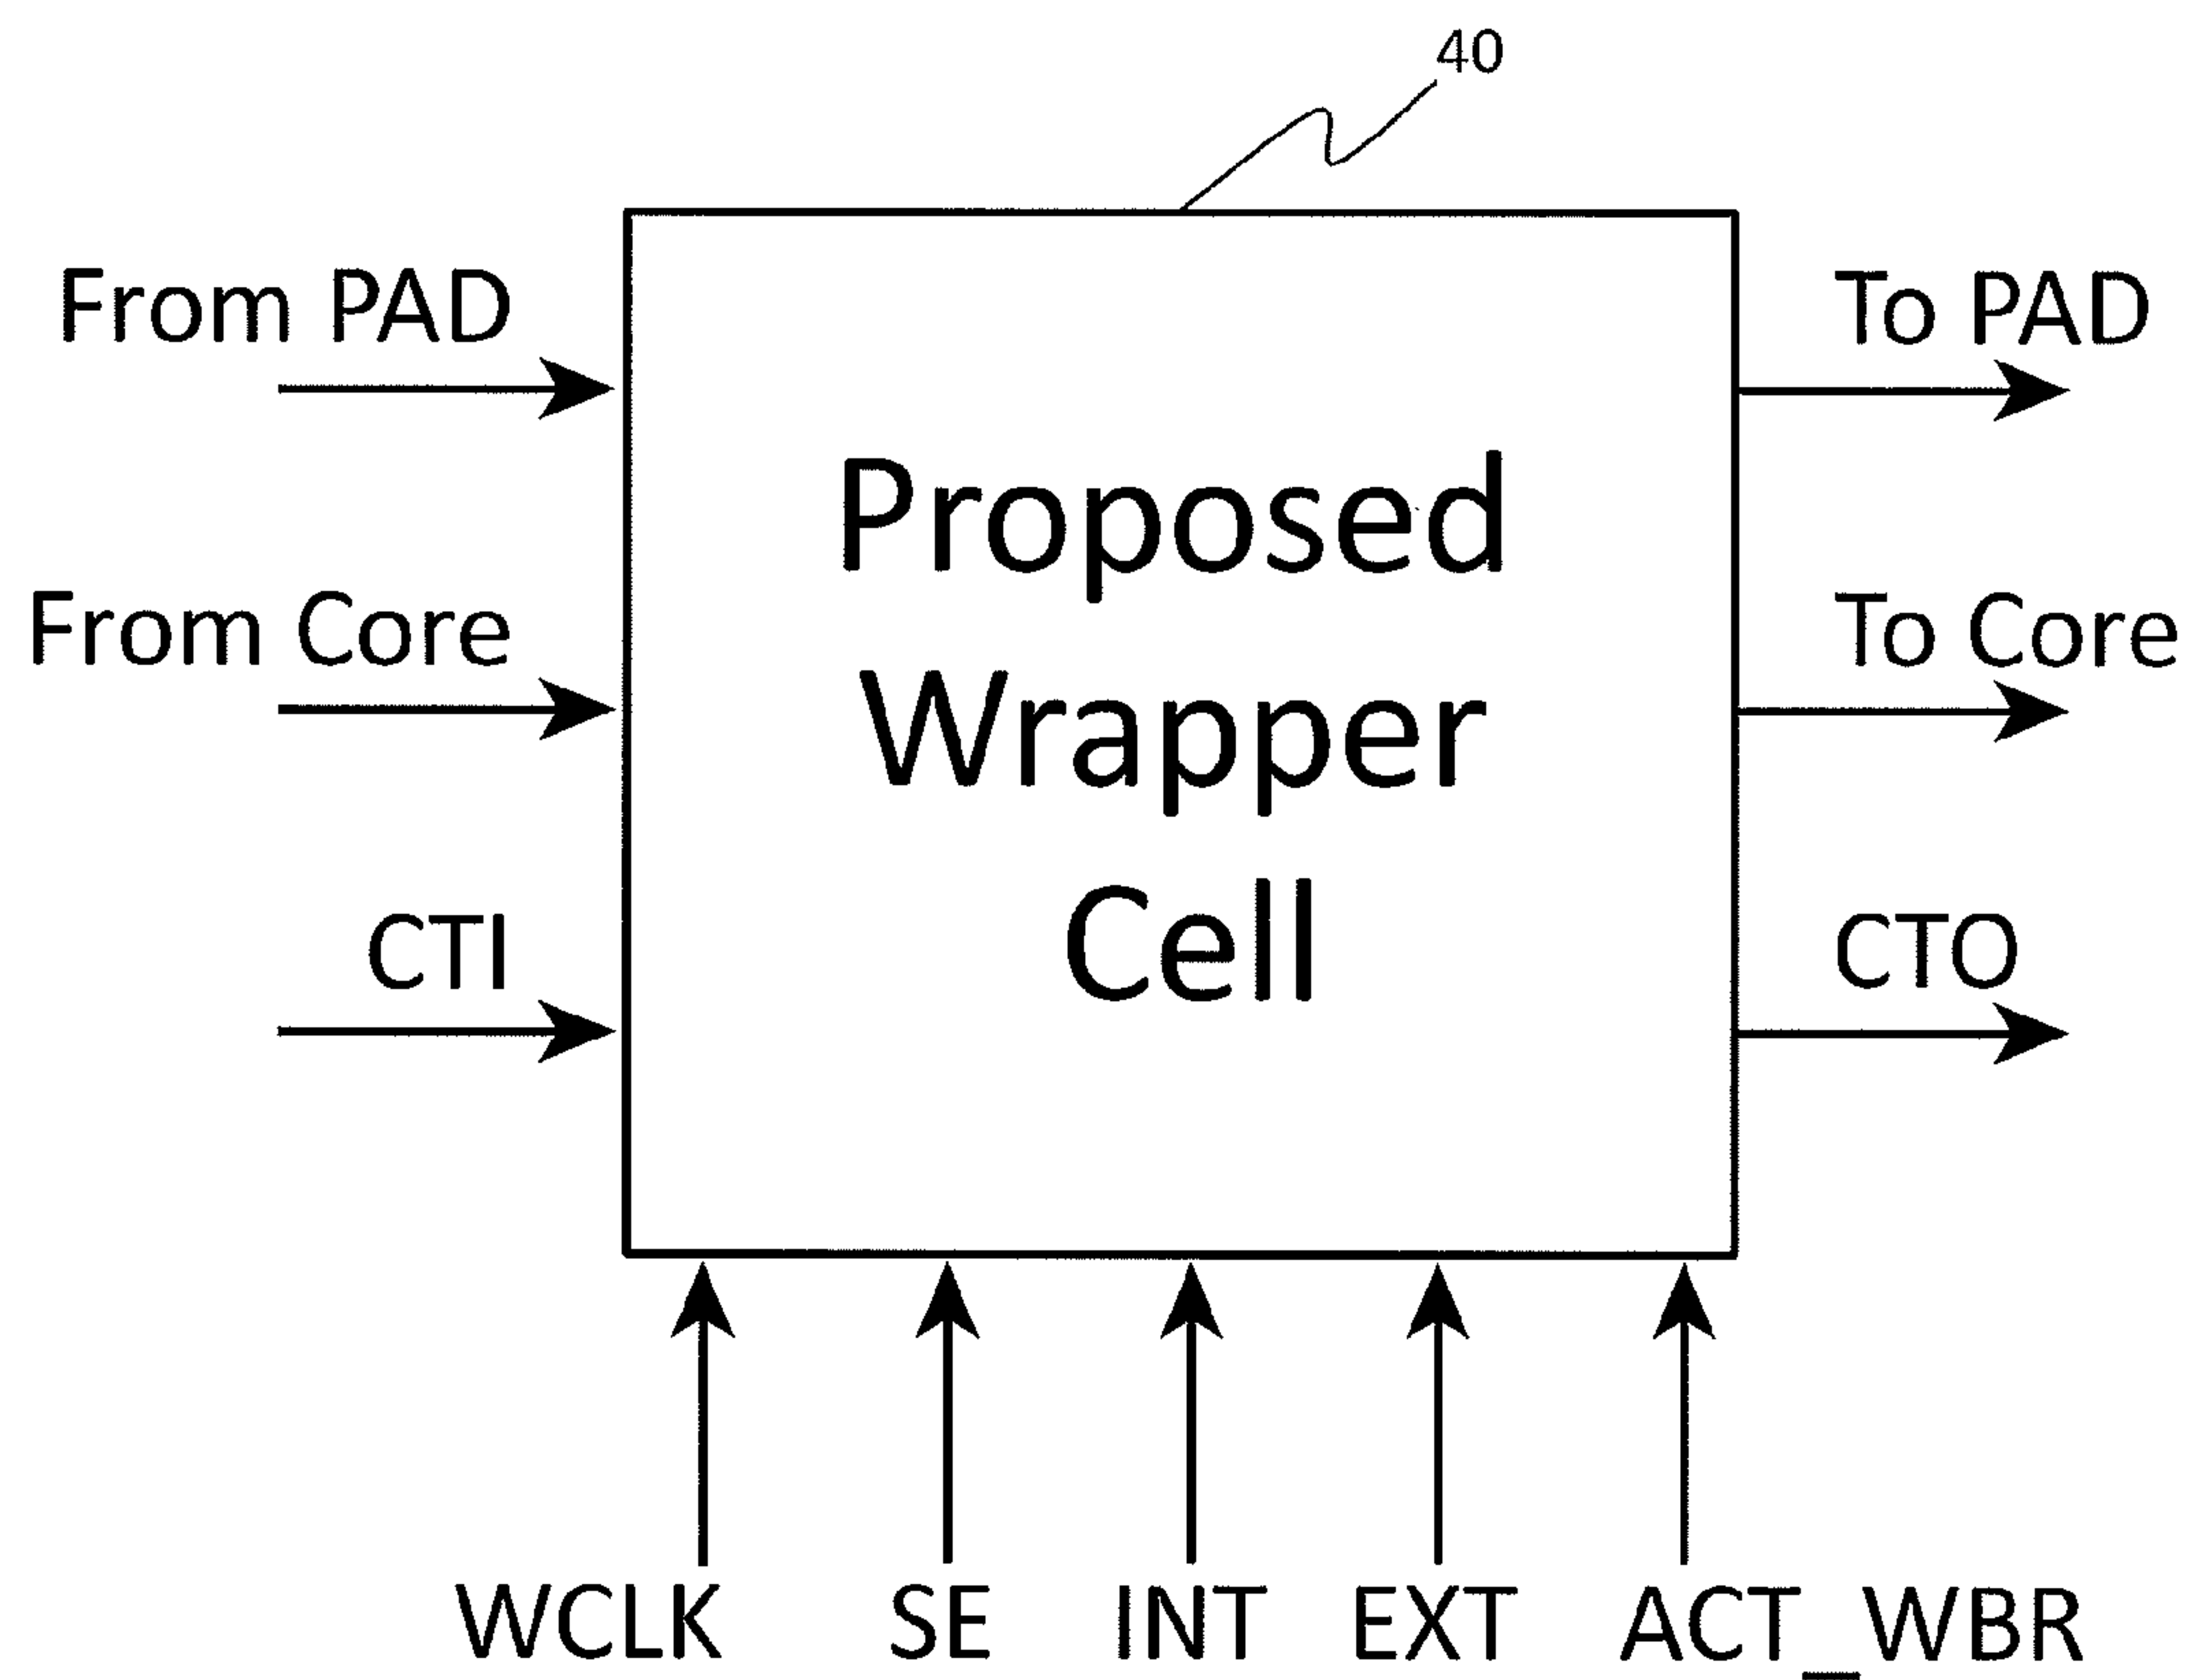 40
From PAD
To PAD
Proposed
From Core
To Core
Wrapper
CTI
CTO
Cell
WCLK
SE
INT
EXT
ACT_WBR